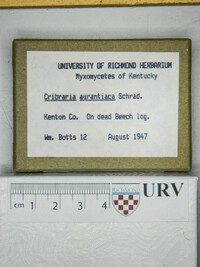 UNIVERSITY OF RICHMOND HERBARIUM
Myxomycetes of Kentucky
Cribraria aurantiaca Schrad.
Kenton Co. On dead Beech log.
Wm. Botts 12 August 1947
cm 1 2 3 4
URV